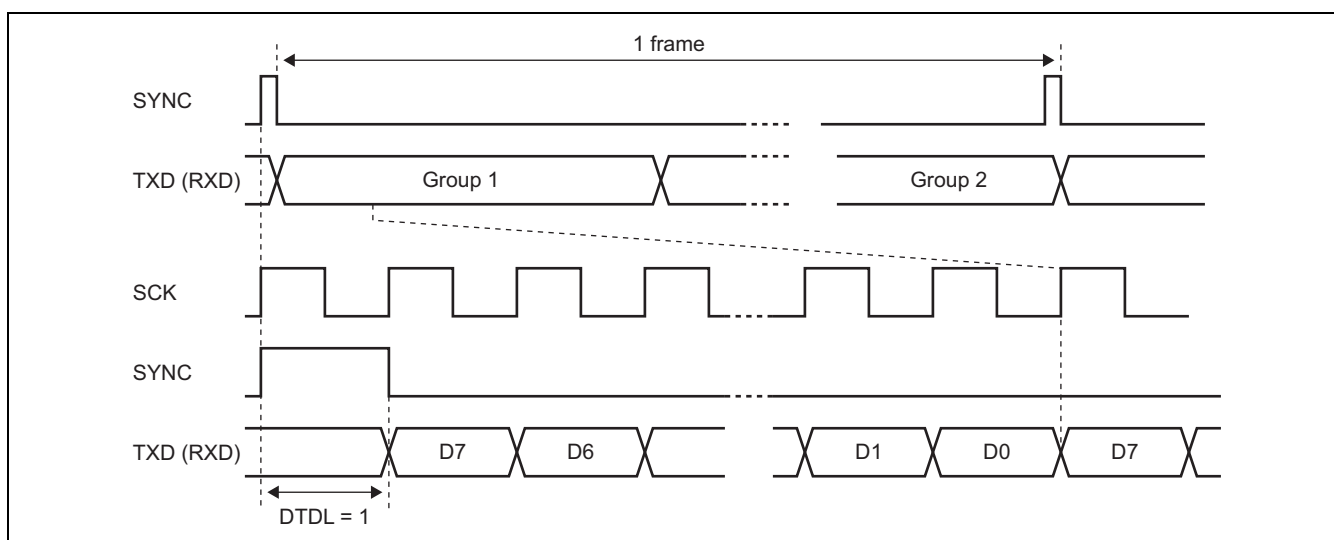 1 frame
SYNC
TXD (RXD) Group 1 Group 2
SCK
SYNC
TXD (RXD) D7 D6 D1 D0 D7
DTDL = 1